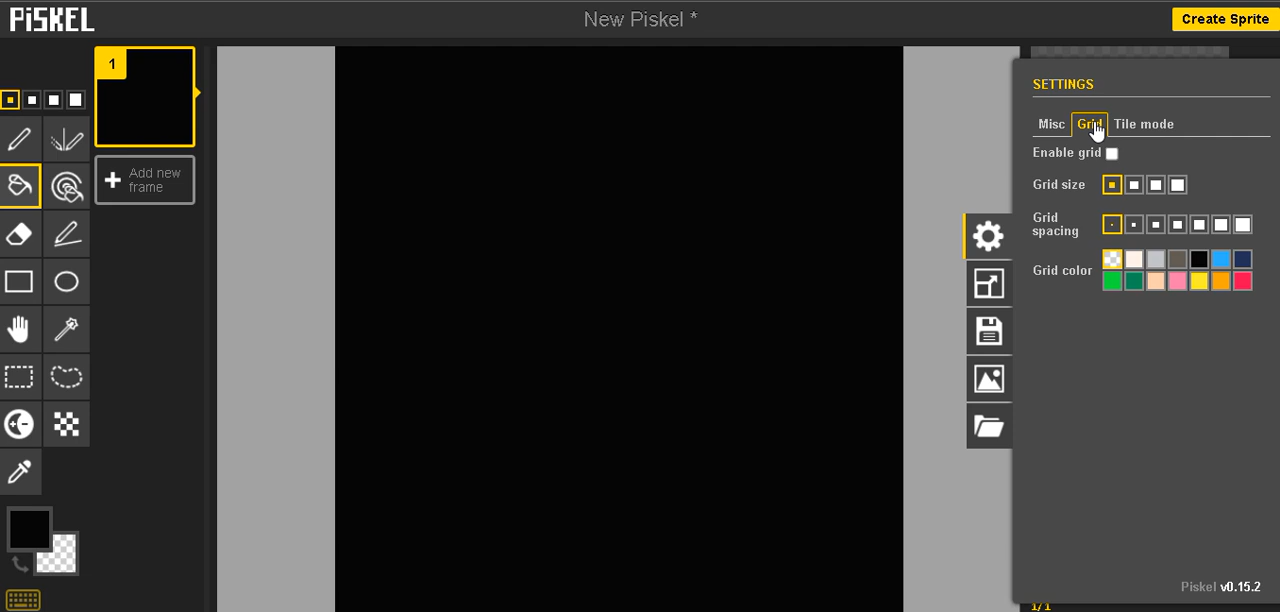 PiSKEL
New Piskel *
Create Sprite
1
Add new
frame
SETTINGS
Misc
Grid
Tile mode
Enable grid
Grid size
Grid
spacing
Grid color
Piskel v0.15.2
1/1